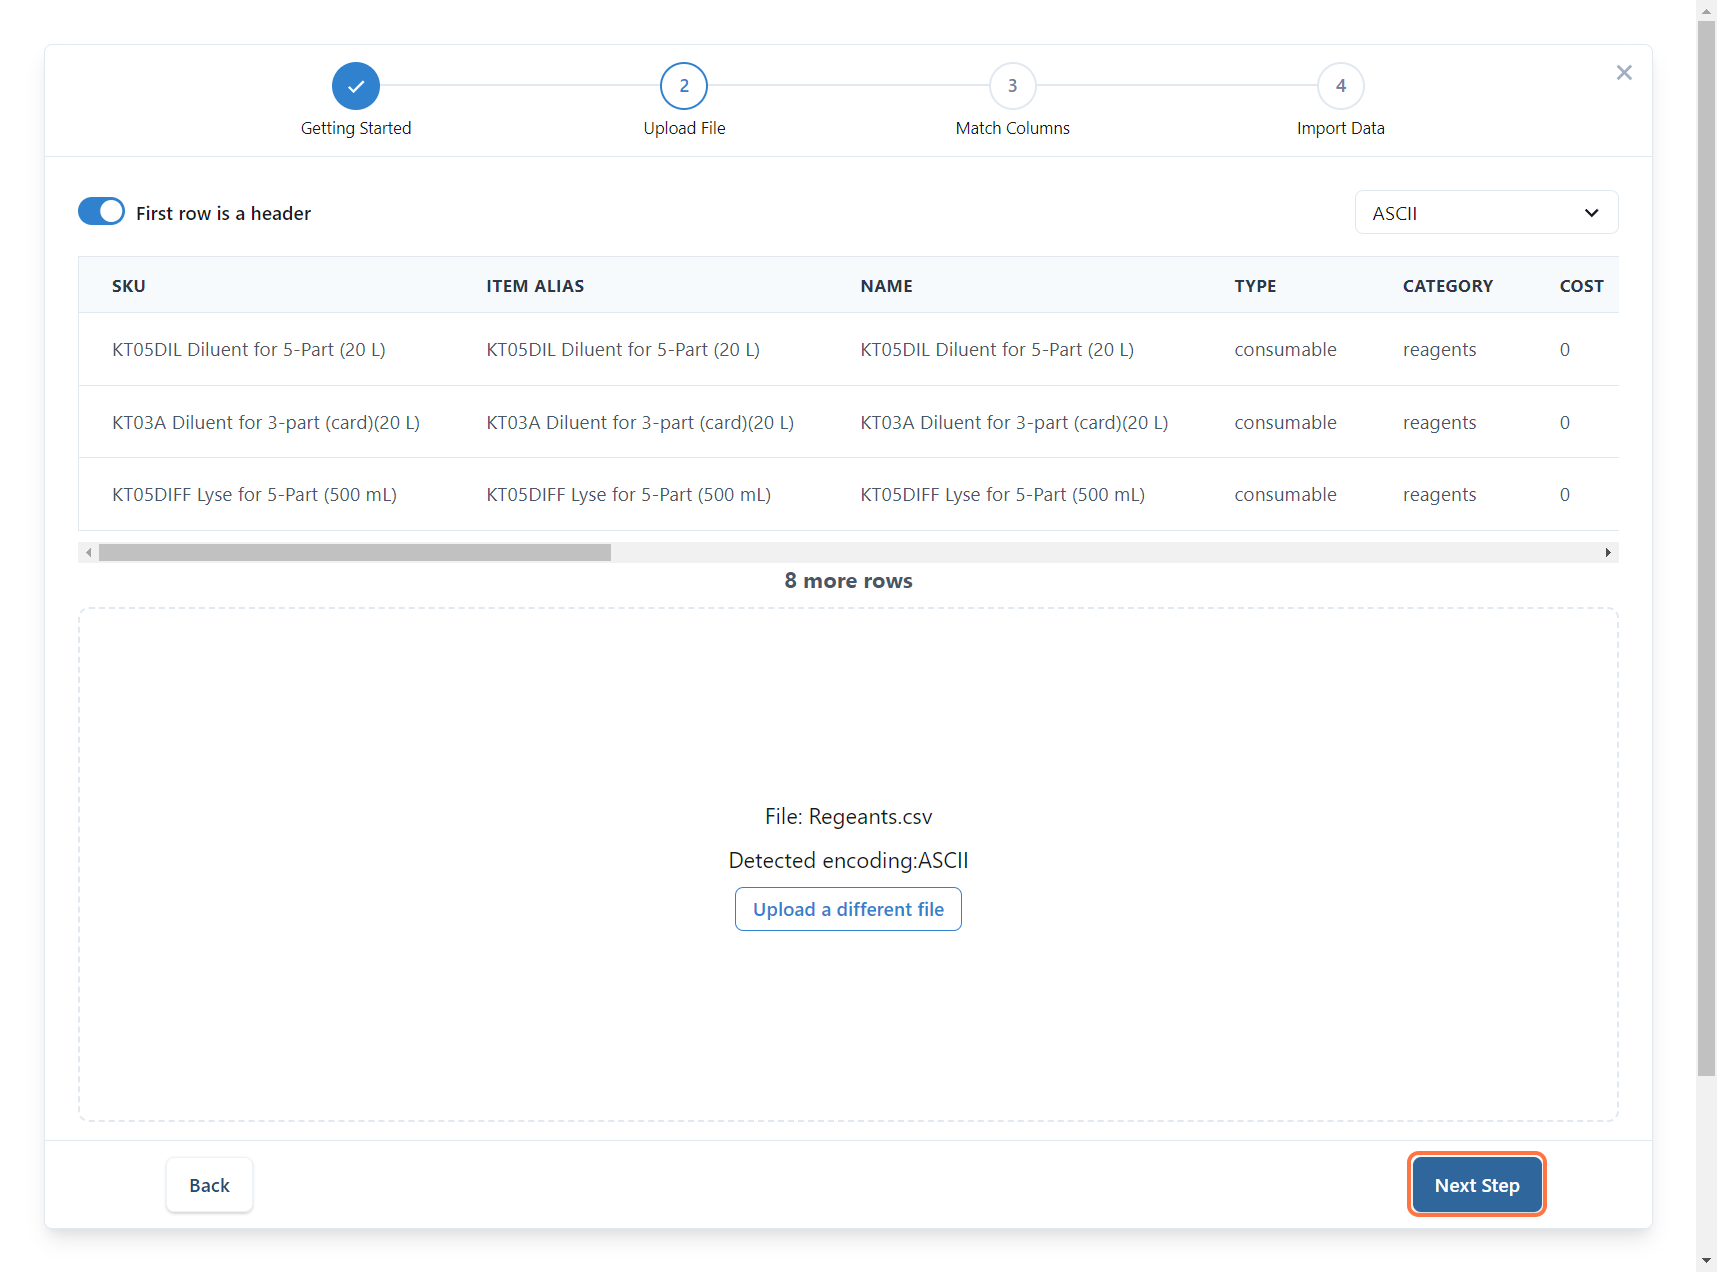 2
3
4
Getting Started
Upload File
Match Columns
Import Data
First row is a header
ASCII
SKU ITEM ALIAS NAME TYPE CATEGORY COST
KT05DIL Diluent for 5-Part (20 L) KT05DIL Diluent for 5-Part (20 L) KT05DIL Diluent for 5-Part (20 L) consumable reagents 0
KT03A Diluent for 3-part (card)(20 L) KT03A Diluent for 3-part (card)(20 L) KT03A Diluent for 3-part (card)(20 L) consumable reagents 0
KT05DIFF Lyse for 5-Part (500 mL) KT05DIFF Lyse for 5-Part (500 mL) KT05DIFF Lyse for 5-Part (500 mL) consumable reagents 0
8 more rows
File: Regeants.csv
Detected encoding:ASCII
Upload a different file
Back
Next Step